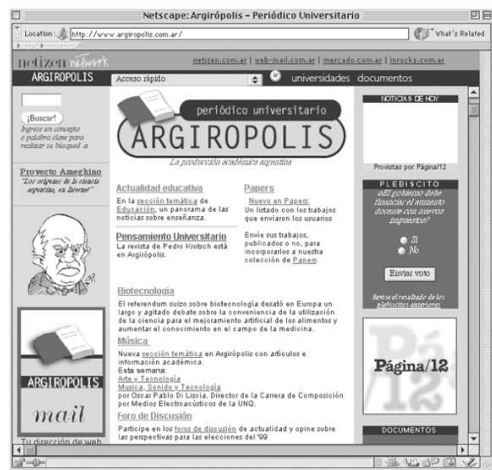 Netscape: Argirópolis – Periódico Universitario
Location: http://www.argiropolis.com.ar/
What's Related
netizen network
netizen.com.ar | web-mail.com.ar | mercado.com.ar | inrocks.com.ar
ARGIROPOLIS
Acceso rápido
universidades documentos
¡Buscar!
Ingrese un concepto
o palabra clave para
realizar su búsqueda
Proyecto Ameghino
"Los orígenes de la ciencia
argentina, en Internet"
ARGIROPOLIS
mail
Tu dirección de web
periódico universitario
ARGIROPOLIS
La producción académica argentina
Actualidad educativa
En la sección temática de
Educación, un panorama de las
noticias sobre enseñanza.
Pensamiento Universitario
La revista de Pedro Krotsch está
en Argirópolis.
Papers
Nuevo en Papers:
Un listado con los trabajos
que enviaron los usuarios
Envíe sus trabajos,
publicados o no, para
incorporarlos a nuestra
colección de Papers.
Biotecnología
El referendum suizo sobre biotecnología desató en Europa un
largo y agitado debate sobre la conveniencia de la utilización
de la ciencia para el mejoramiento artificial de los alimentos y
aumentar el conocimiento en el campo de la medicina.
Música
Nueva sección temática en Argirópolis con artículos e
información académica.
Esta semana:
Arte y Tecnología
Musica, Sonido y Tecnología
por Oscar Pablo Di Liscia, Director de la Carrera de Composición
por Medios Electroacústicos de la UNQ.
Foro de Discusión
Participe en los foros de discusión de actualidad y opine sobre
las perspectivas para las elecciones del '99
NOTICIAS DE HOY
Provistas por Página/12
PLEBISCITO
¿El gobierno debe
financiar el aumento
docente con nuevos
impuestos?
Si
No
Enviar voto
Revise el resultado de los
plebiscitos anteriores
Página/12
DOCUMENTOS